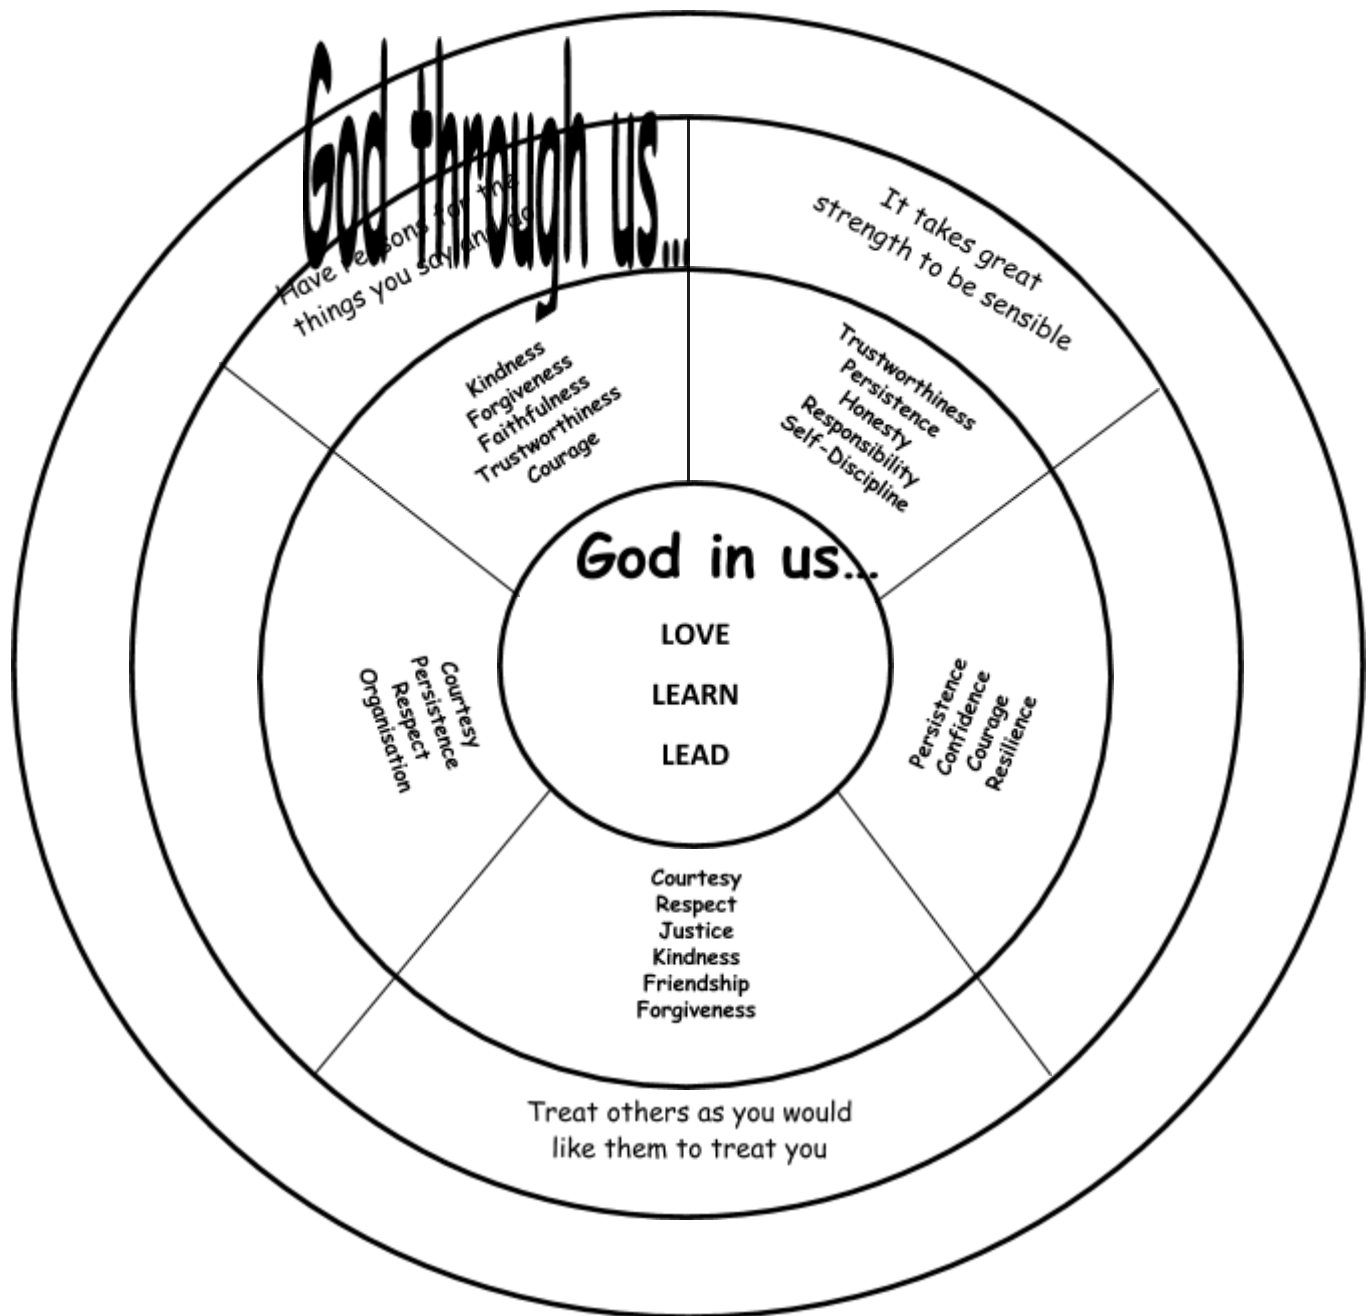 God through us...
Have reasons for the
things you say and do
It takes great
strength to be sensible
Kindness
Forgiveness
Faithfulness
Trustworthiness
Courage
Trustworthiness
Persistence
Honesty
Responsibility
Self-Discipline
God in us...
LOVE
LEARN
LEAD
Courtesy
Persistence
Respect
Organisation
Persistence
Confidence
Courage
Resilience
Courtesy
Respect
Justice
Kindness
Friendship
Forgiveness
Treat others as you would
like them to treat you